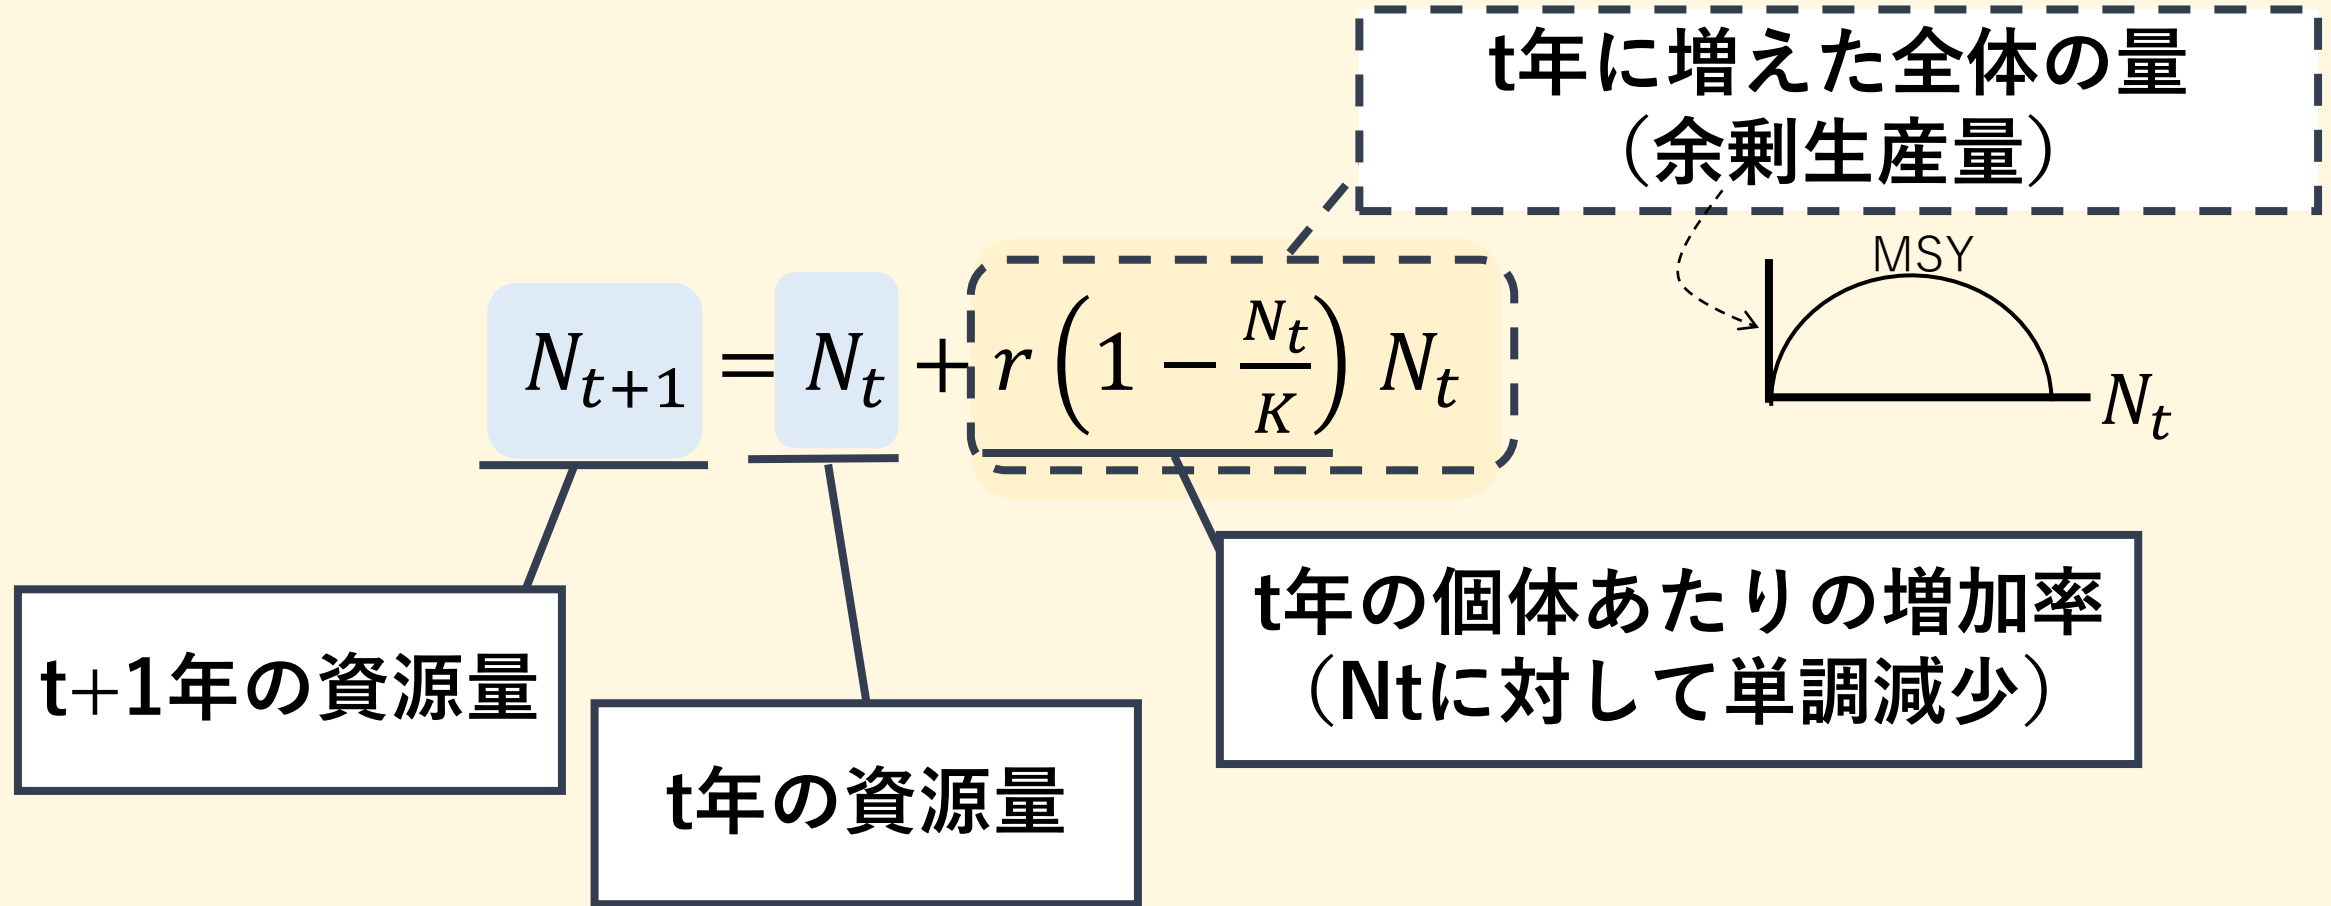 t年に増えた全体の量
（余剰生産量）
MSY
N_{t+1} = N_t + r (1 − N_t/K) N_t
N_t
t年の個体あたりの増加率
（Ntに対して単調減少）
t+1年の資源量
t年の資源量